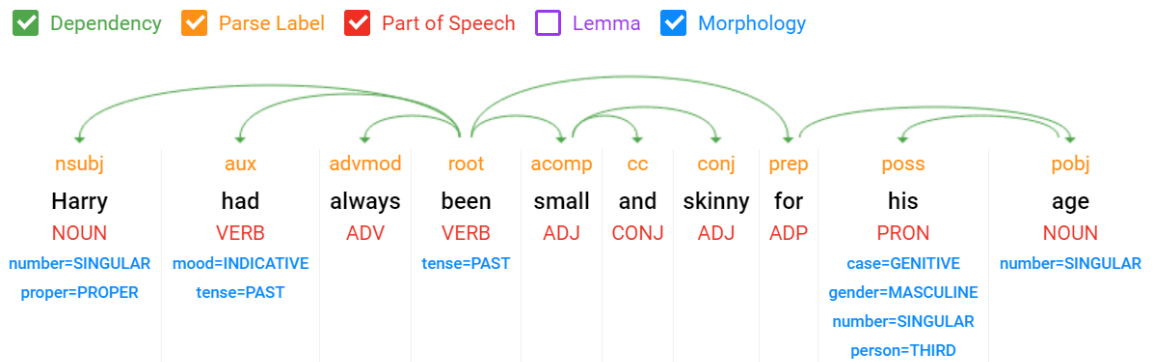 Dependency Parse Label Part of Speech Lemma Morphology
nsubj aux advmod root acomp cc conj prep poss pobj
Harry had always been small and skinny for his age
NOUN VERB ADV VERB ADJ CONJ ADJ ADP PRON NOUN
number=SINGULAR mood=INDICATIVE tense=PAST case=GENITIVE number=SINGULAR
proper=PROPER tense=PAST gender=MASCULINE
number=SINGULAR
person=THIRD